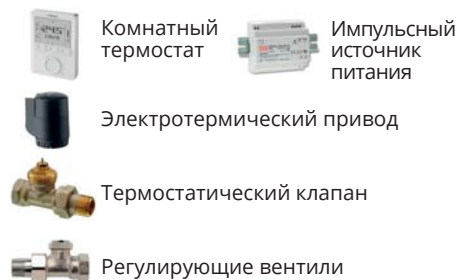 Комнатный
термостат
Импульсный
источник
питания
Электротермический привод
Термостатический клапан
Регулирующие вентили